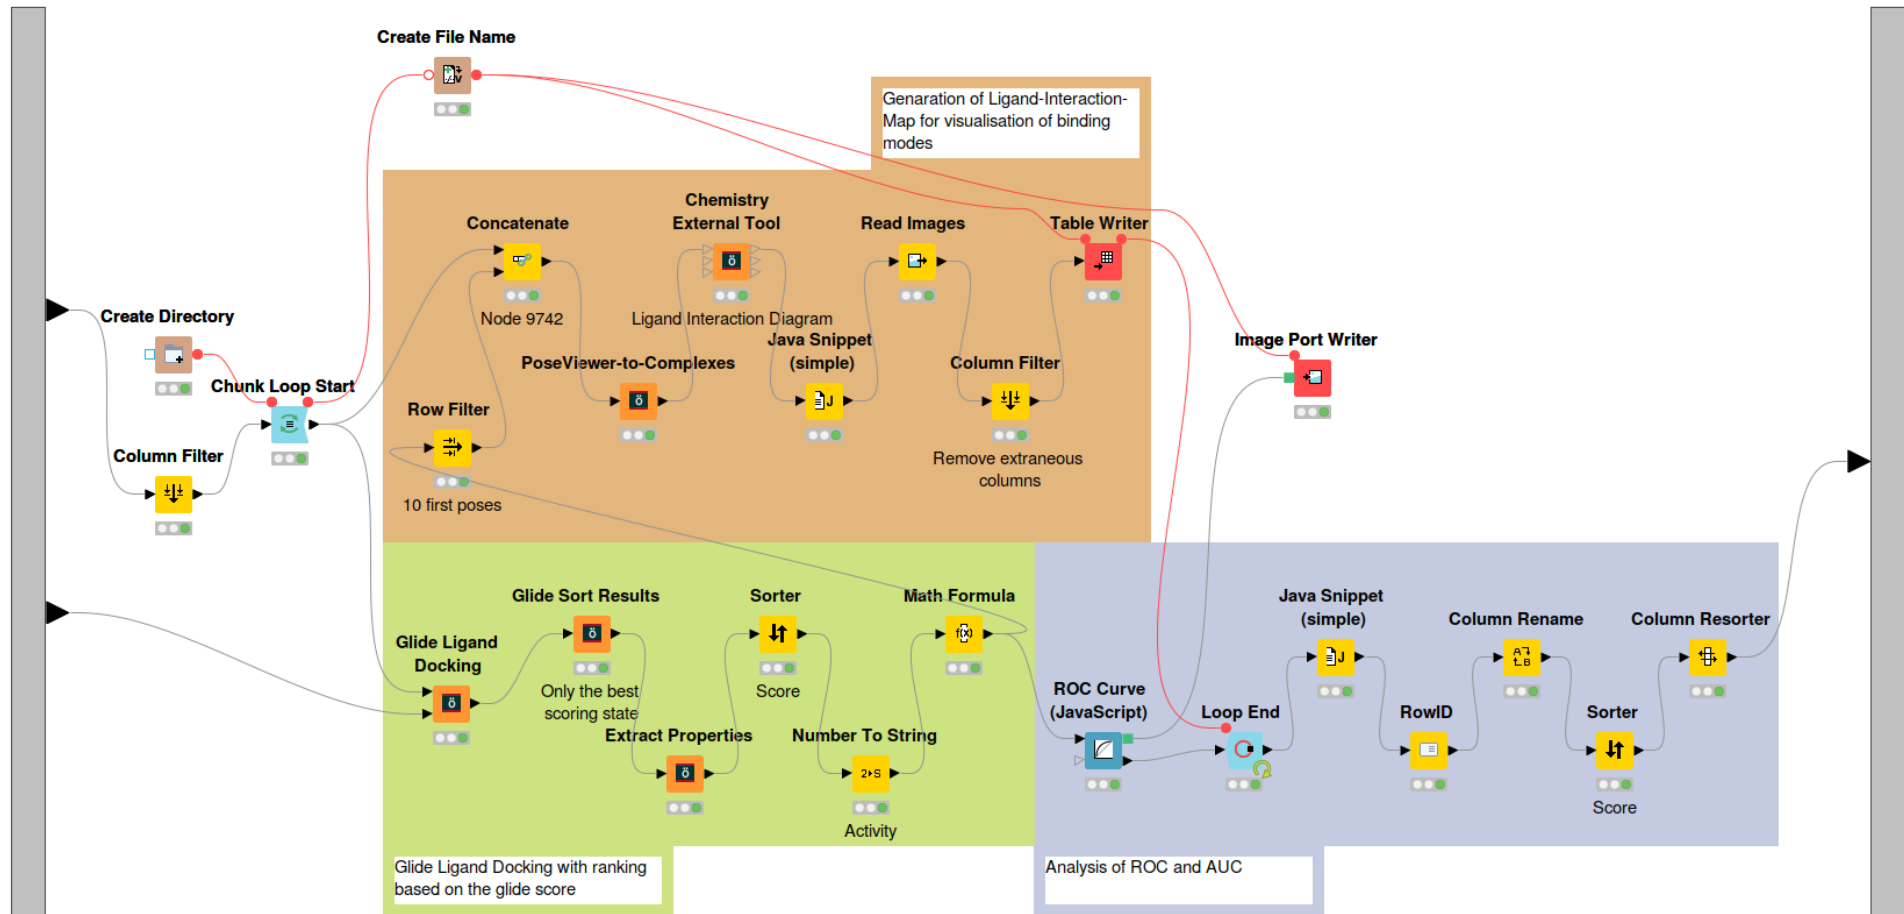 Create File Name
Genaration of Ligand-Interaction-
Map for visualisation of binding
modes
Chemistry
External Tool
Concatenate
Read Images
Table Writer
Node 9742
Ligand Interaction Diagram
Create Directory
Java Snippet
(simple)
Image Port Writer
PoseViewer-to-Complexes
Column Filter
Chunk Loop Start
Row Filter
Column Filter
Remove extraneous
columns
10 first poses
Glide Sort Results
Sorter
Math Formula
Java Snippet
(simple)
Column Rename
Column Resorter
Glide Ligand
Docking
Only the best
scoring state
Score
ROC Curve
(JavaScript)
Loop End
RowID
Sorter
Extract Properties
Number To String
Activity
Score
Glide Ligand Docking with ranking
based on the glide score
Analysis of ROC and AUC